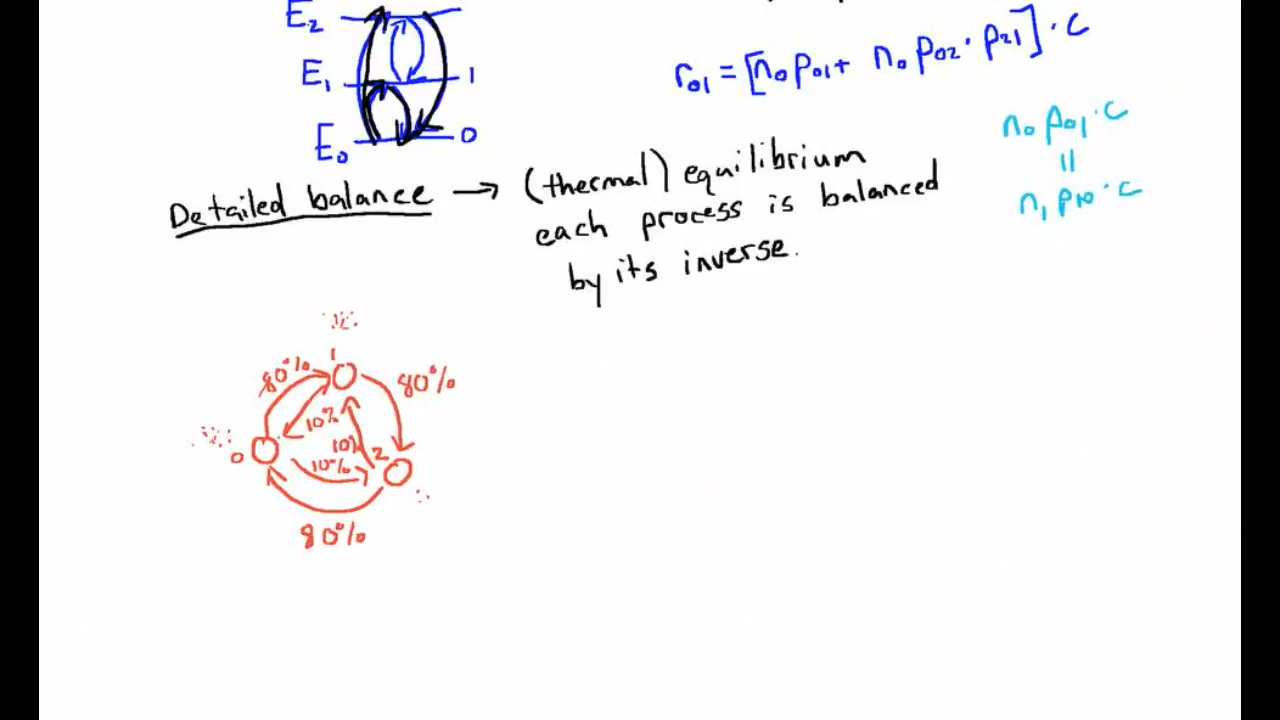 E₂
r₀₁ = [n₀ p₀₁ + n₀ p₀₂ · p₂₁] · c
E₁ 1
E₀ 0
n₀ p₀₁ · c
=
n₁ p₁₀ · c
Detailed balance → (thermal) equilibrium
each process is balanced
by its inverse.
1
80% 80%
10%
0 10% 2
10%
80%